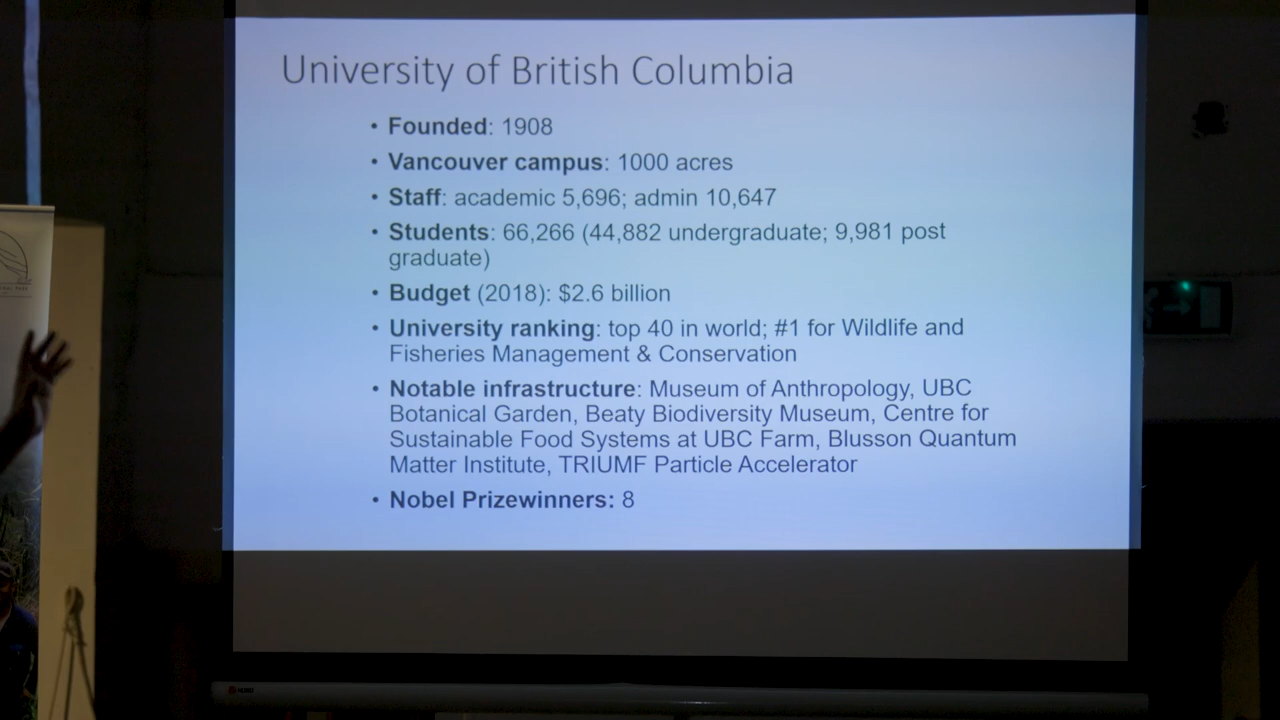 University of British Columbia
• Founded: 1908
• Vancouver campus: 1000 acres
• Staff: academic 5,696; admin 10,647
• Students: 66,266 (44,882 undergraduate; 9,981 post
graduate)
• Budget (2018): $2.6 billion
• University ranking: top 40 in world; #1 for Wildlife and
Fisheries Management & Conservation
• Notable infrastructure: Museum of Anthropology, UBC
Botanical Garden, Beaty Biodiversity Museum, Centre for
Sustainable Food Systems at UBC Farm, Blusson Quantum
Matter Institute, TRIUMF Particle Accelerator
• Nobel Prizewinners: 8